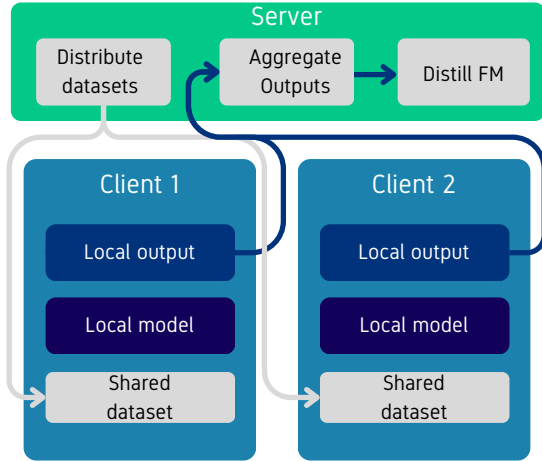 Server
Distribute
datasets
Aggregate
Outputs
Distill FM
Client 1
Local output
Local model
Shared
dataset
Client 2
Local output
Local model
Shared
dataset